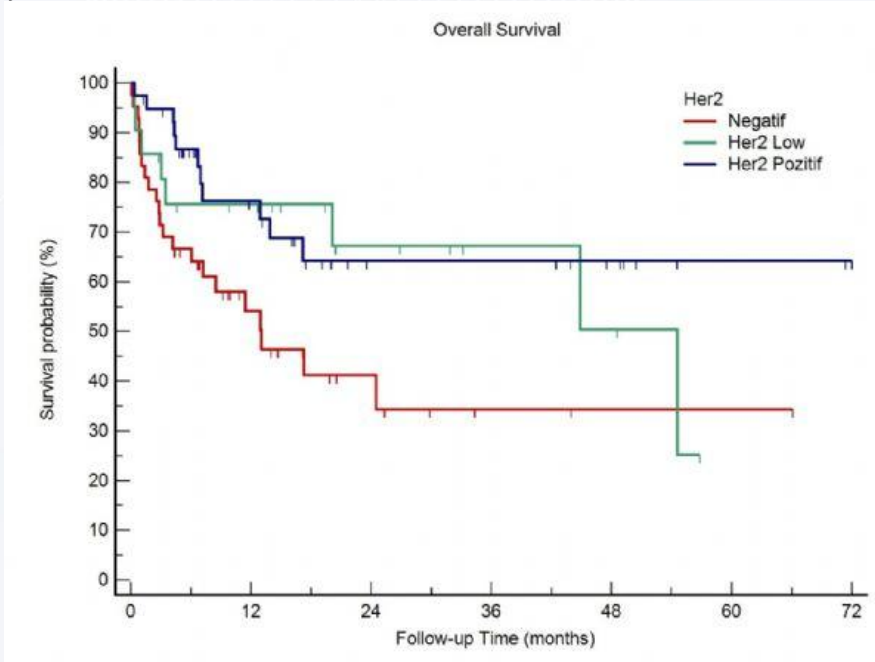 Overall Survival
Her2
Negatif
Her2 Low
Her2 Pozitif
Survival probability (%)
100
90
80
70
60
50
40
30
20
10
0
0 12 24 36 48 60 72
Follow-up Time (months)